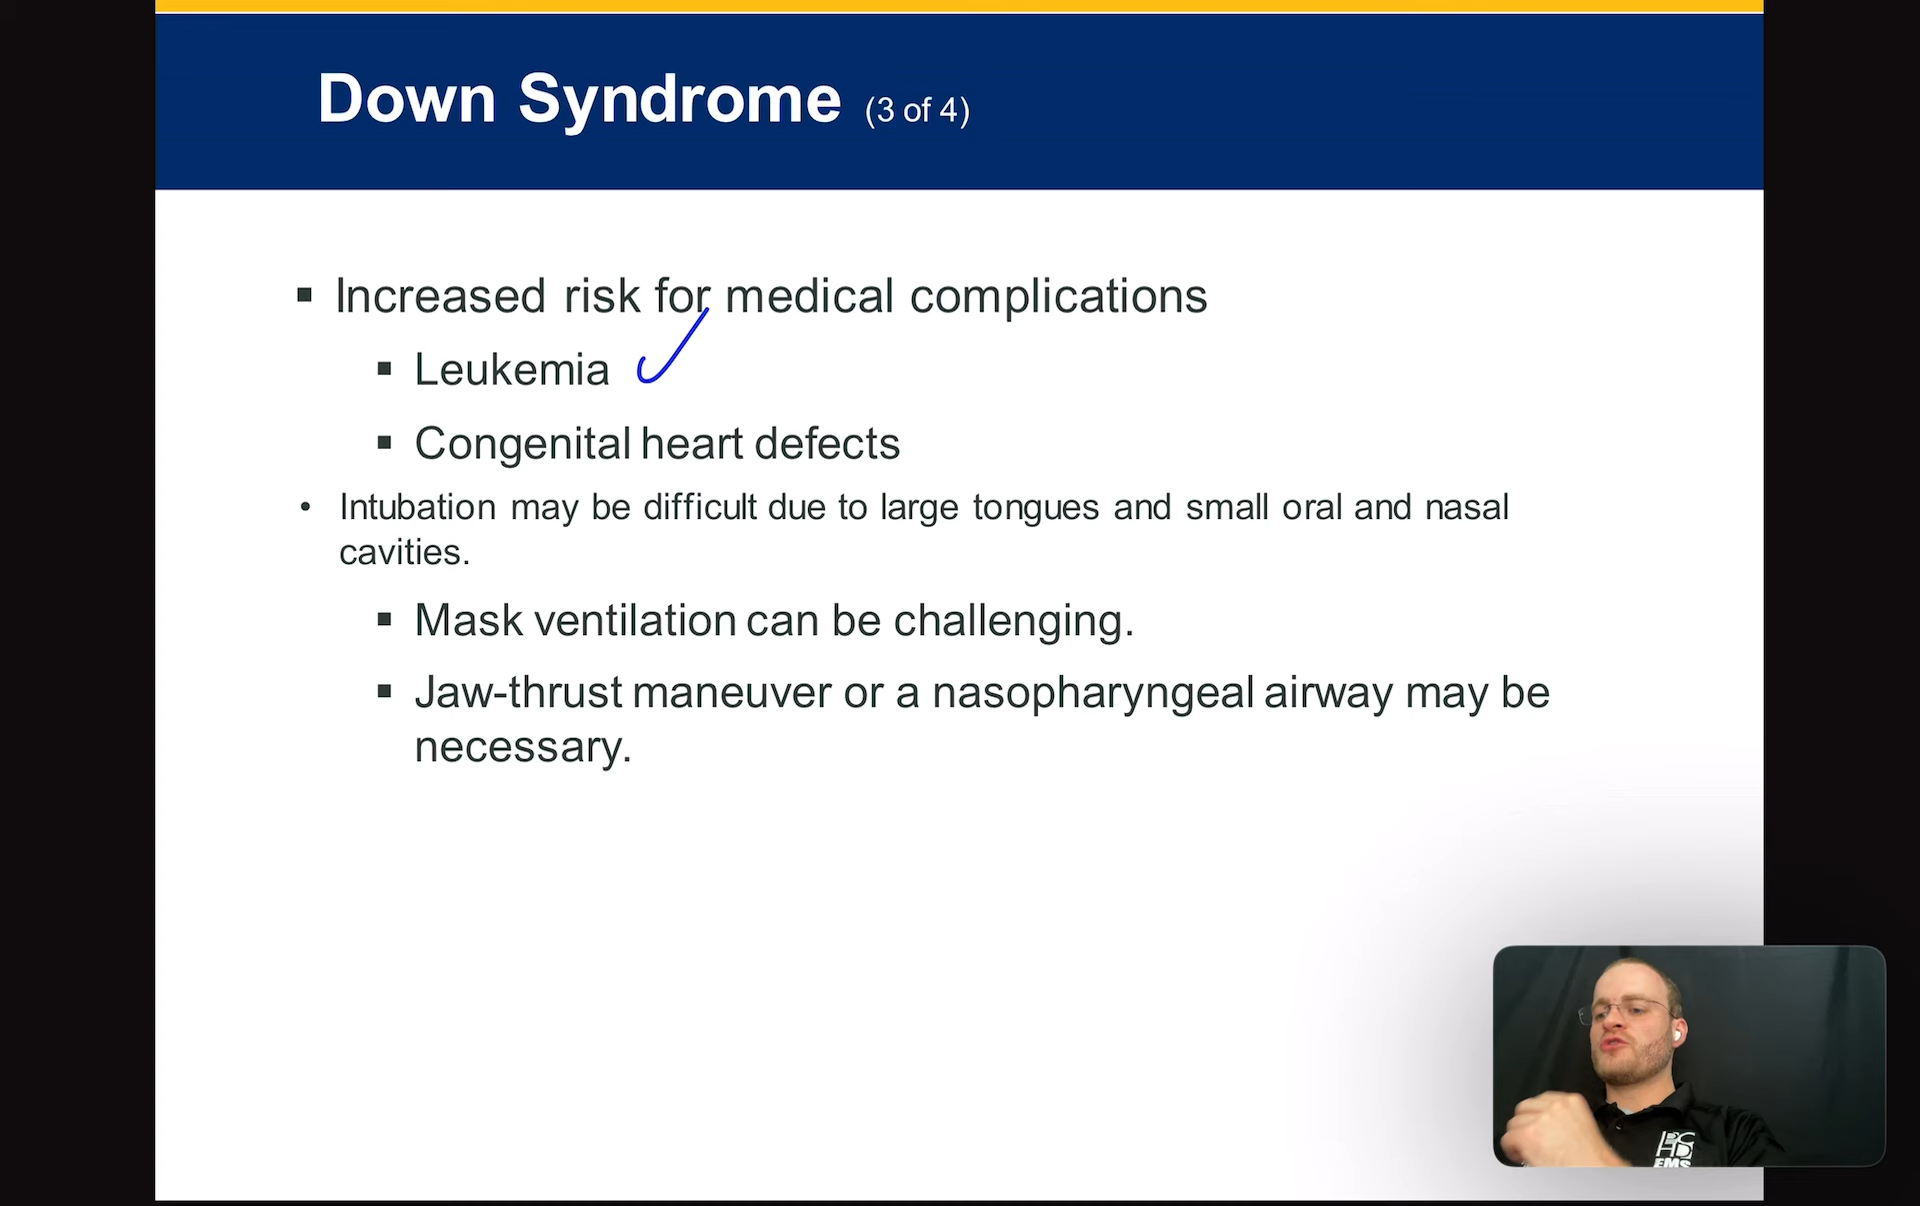 Down Syndrome (3 of 4)
▪ Increased risk for medical complications
▪ Leukemia
▪ Congenital heart defects
• Intubation may be difficult due to large tongues and small oral and nasal
cavities.
▪ Mask ventilation can be challenging.
▪ Jaw-thrust maneuver or a nasopharyngeal airway may be
necessary.
EMS